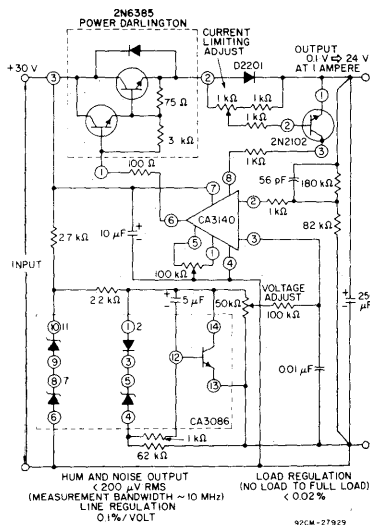 2N6385
POWER DARLINGTON
CURRENT
LIMITING
ADJUST
OUTPUT
0.1 V ⇨ 24 V
AT 1 AMPERE
+30 V
3
2
D2201
1
75 Ω
1 kΩ
1 kΩ
1 kΩ
2
2N2102
3 kΩ
3
1 KΩ
1
100 Ω
8
7
56 pF
180 kΩ
6
CA3140
2
1 kΩ
82 kΩ
2.7 kΩ
10 µF
5
1
3
4
INPUT
100 kΩ
VOLTAGE
ADJUST
2.2 kΩ
5 µF
50kΩ
100 kΩ
250
µF
10 11
1 2
14
9
3
12
0.01 µF
8 7
5
13
6
4
CA3086
1 kΩ
62 kΩ
HUM AND NOISE OUTPUT
< 200 µV RMS
(MEASUREMENT BANDWIDTH ~ 10 MHz)
LINE REGULATION
0.1%/VOLT
LOAD REGULATION
(NO LOAD TO FULL LOAD)
< 0.02%
92CM-27929